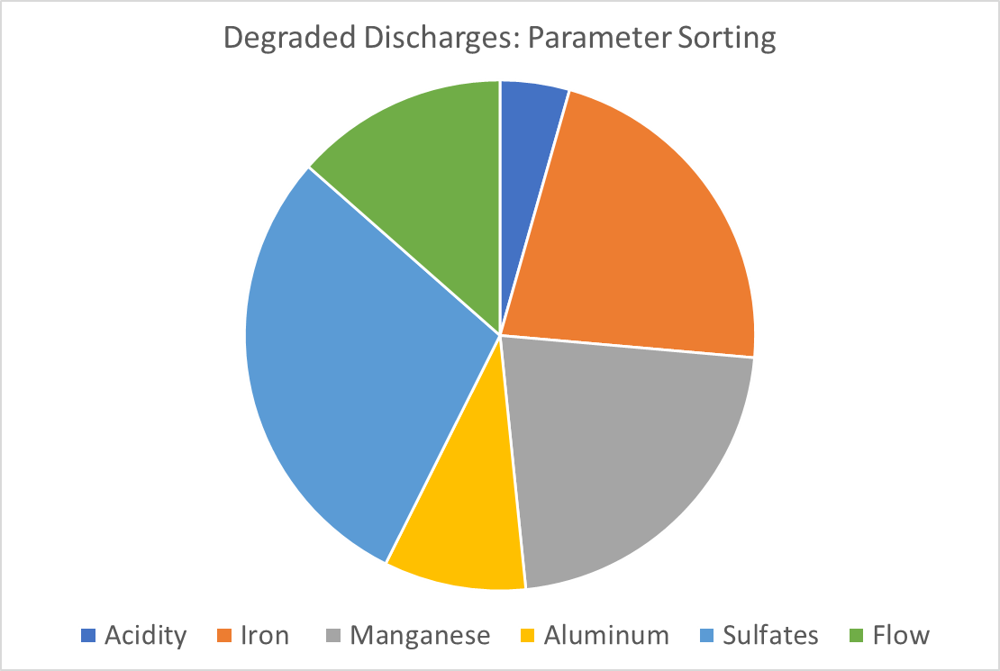 Degraded Discharges: Parameter Sorting
Acidity Iron Manganese Aluminum Sulfates Flow